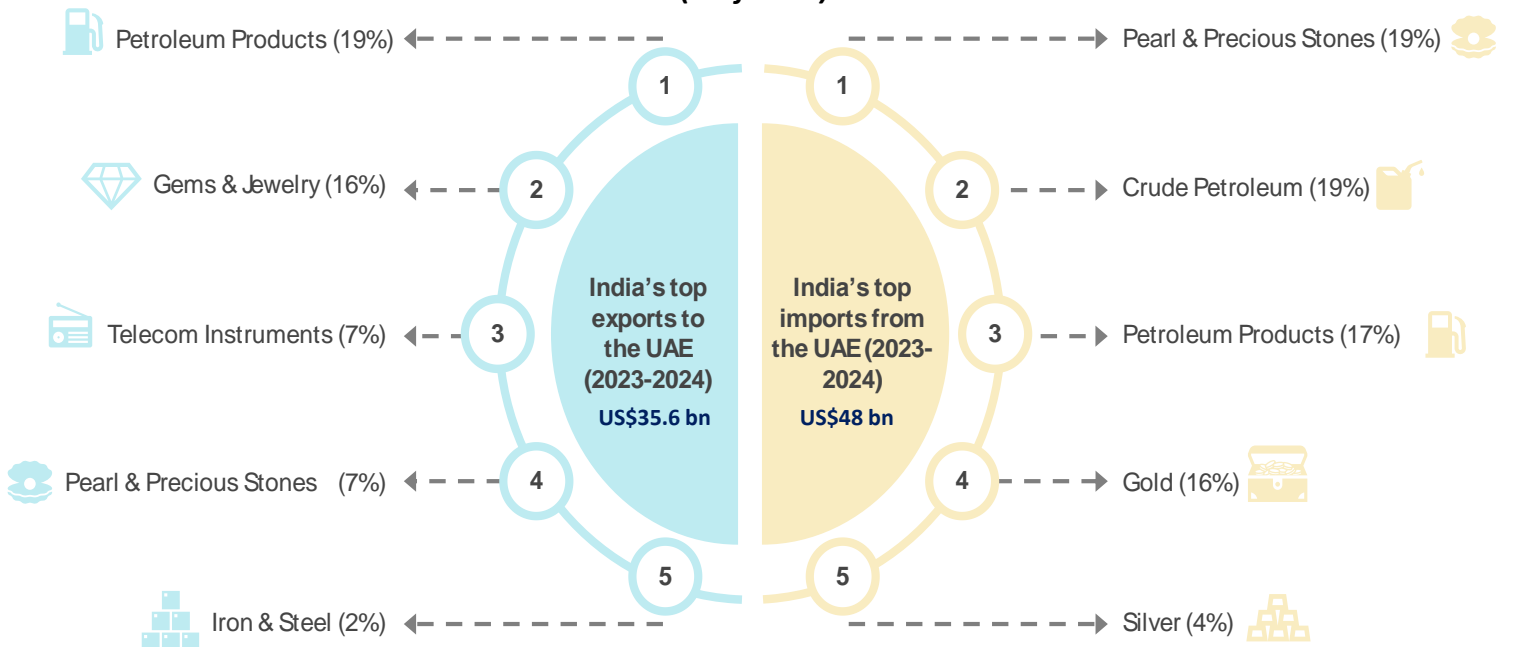 Petroleum Products (19%)
1
Gems & Jewelry (16%)
2
Telecom Instruments (7%)
3
Pearl & Precious Stones (7%)
4
Iron & Steel (2%)
5
India's top
exports to
the UAE
(2023-2024)
US$35.6 bn
India's top
imports from
the UAE (2023-
2024)
US$48 bn
1
Pearl & Precious Stones (19%)
2
Crude Petroleum (19%)
3
Petroleum Products (17%)
4
Gold (16%)
5
Silver (4%)